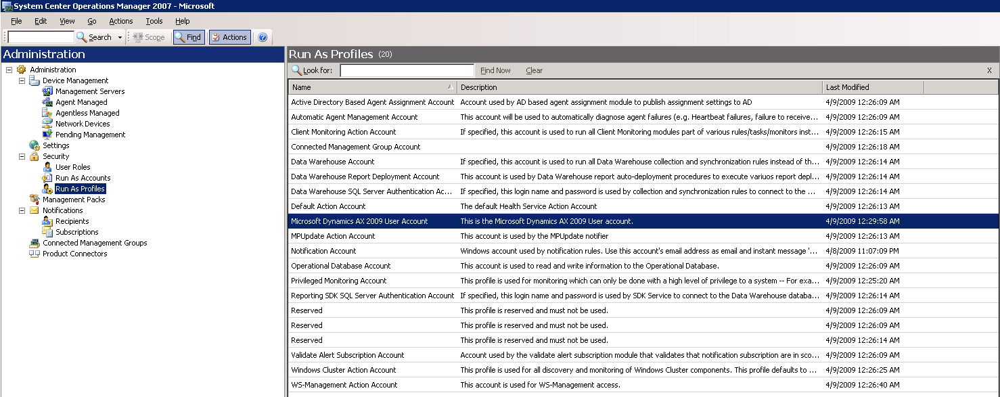 System Center Operations Manager 2007 - Microsoft
File Edit View Go Actions Tools Help
Search Scope Find Actions
Administration
Administration
Device Management
Management Servers
Agent Managed
Agentless Managed
Network Devices
Pending Management
Settings
Security
User Roles
Run As Accounts
Run As Profiles
Management Packs
Notifications
Recipients
Subscriptions
Connected Management Groups
Product Connectors
Run As Profiles (20)
Look for: Find Now Clear X
Name Description Last Modified
Active Directory Based Agent Assignment Account Account used by AD based agent assignment module to publish assignment settings to AD 4/9/2009 12:26:09 AM
Automatic Agent Management Account This account will be used to automatically diagnose agent failures (e.g. Heartbeat failures, failure to receive... 4/9/2009 12:26:09 AM
Client Monitoring Action Account If specified, this account is used to run all Client Monitoring modules part of various rules/tasks/monitors inst... 4/9/2009 12:26:15 AM
Connected Management Group Account 4/9/2009 12:26:18 AM
Data Warehouse Account If specified, this account is used to run all Data Warehouse collection and synchronization rules instead of th... 4/9/2009 12:26:14 AM
Data Warehouse Report Deployment Account This account is used by Data Warehouse report auto-deployment procedures to execute variuos report depl... 4/9/2009 12:26:14 AM
Data Warehouse SQL Server Authentication Ac... If specified, this login name and password is used by collection and synchronization rules to connect to the ... 4/9/2009 12:26:14 AM
Default Action Account The default Health Service Action Account 4/9/2009 12:26:13 AM
Microsoft Dynamics AX 2009 User Account This is the Microsoft Dynamics AX 2009 User account. 4/9/2009 12:29:58 AM
MPUpdate Action Account This account is used by the MPUpdate notifier 4/9/2009 12:26:13 AM
Notification Account Windows account used by notification rules. Use this account's email address as email and instant message '... 4/8/2009 11:07:09 PM
Operational Database Account This account is used to read and write information to the Operational Database. 4/9/2009 12:26:09 AM
Privileged Monitoring Account This profile is used for monitoring which can only be done with a high level of privilege to a system -- For exa... 4/9/2009 12:25:20 AM
Reporting SDK SQL Server Authentication Account If specified, this login name and password is used by SDK Service to connect to the Data Warehouse databa... 4/9/2009 12:26:14 AM
Reserved This profile is reserved and must not be used. 4/9/2009 12:26:09 AM
Reserved This profile is reserved and must not be used. 4/9/2009 12:26:09 AM
Reserved This profile is reserved and must not be used. 4/9/2009 12:26:14 AM
Validate Alert Subscription Account Account used by the validate alert subscription module that validates that notification subscription are in sco... 4/9/2009 12:26:09 AM
Windows Cluster Action Account This profile is used for all discovery and monitoring of Windows Cluster components. This profile defaults to ... 4/9/2009 12:26:25 AM
WS-Management Action Account This account is used for WS-Management access. 4/9/2009 12:26:40 AM